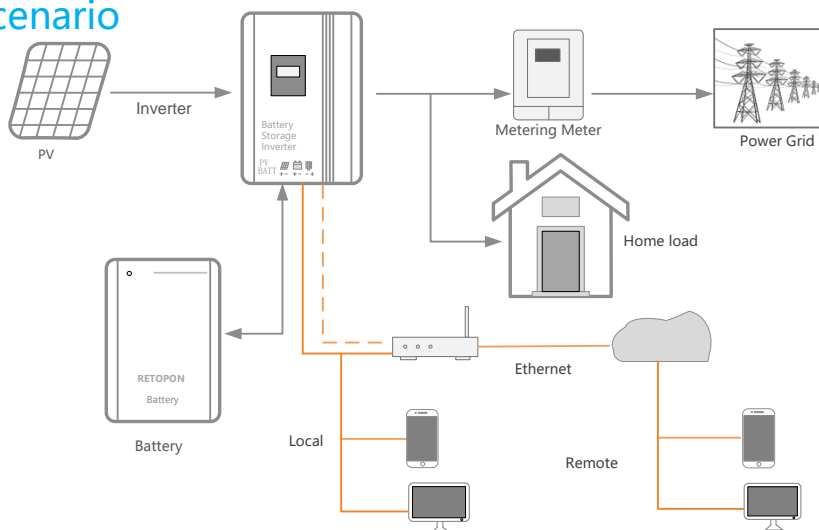 cenario
Inverter
PV
Battery
Storage
Inverter
PV
BATT
Metering Meter
Power Grid
Home load
RETOPON
Battery
Battery
Ethernet
Local
Remote